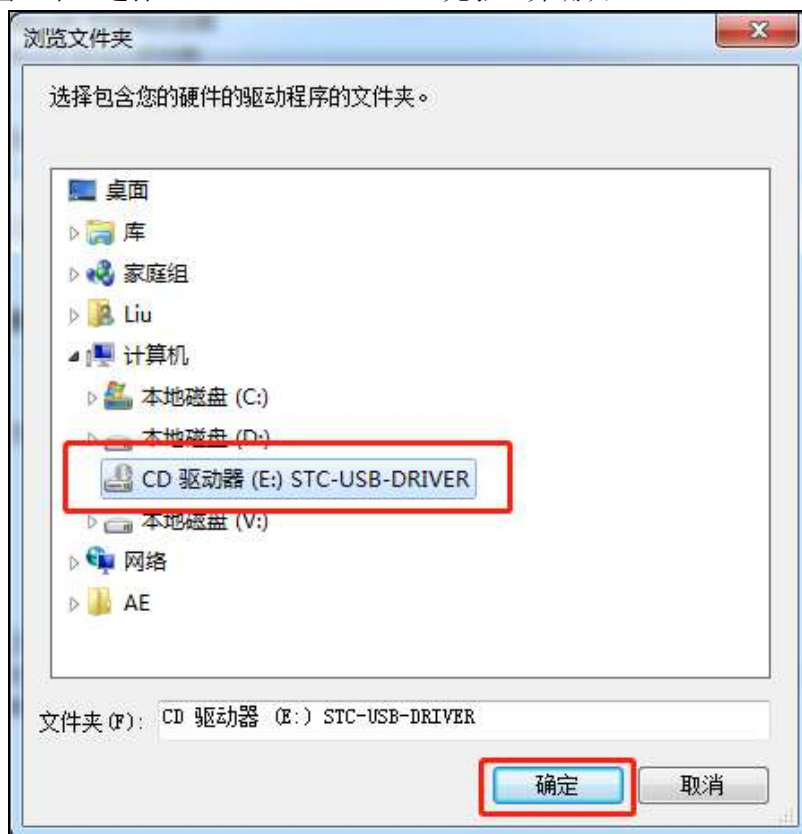 浏览文件夹
选择包含您的硬件的驱动程序的文件夹。
桌面
库
家庭组
Liu
计算机
本地磁盘 (C:)
本地磁盘 (D:)
CD 驱动器 (E:) STC-USB-DRIVER
本地磁盘 (V:)
网络
AE
文件夹(F): CD 驱动器 (E:) STC-USB-DRIVER
确定 取消